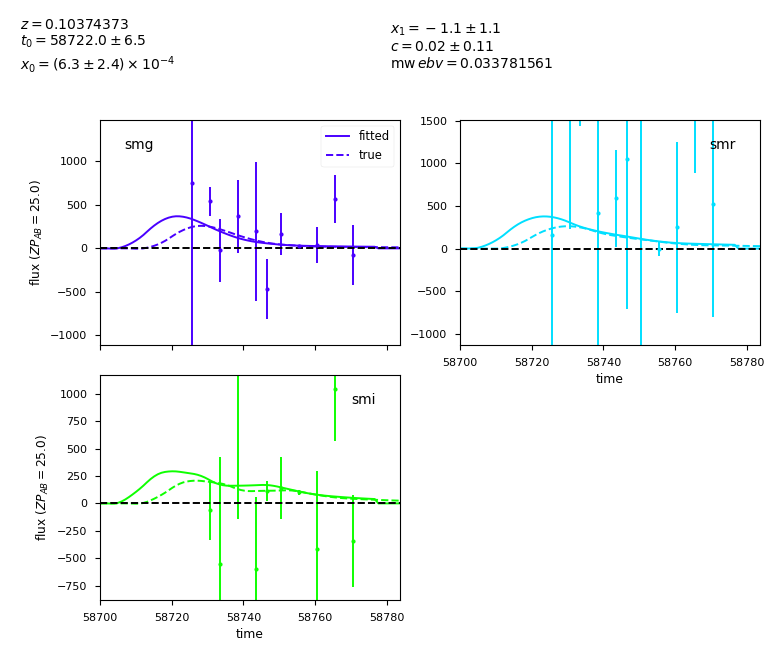 z = 0.10374373
t₀ = 58722.0 ± 6.5
x₀ = (6.3 ± 2.4) × 10⁻⁴
x₁ = −1.1 ± 1.1
c = 0.02 ± 0.11
mw ebv = 0.033781561
smg
fitted
true
1000
500
0
−500
−1000
flux (ZP_AB = 25.0)
smr
1500
1000
500
0
−500
−1000
58700 58720 58740 58760 58780
time
smi
1000
750
500
250
0
−250
−500
−750
flux (ZP_AB = 25.0)
58700 58720 58740 58760 58780
time